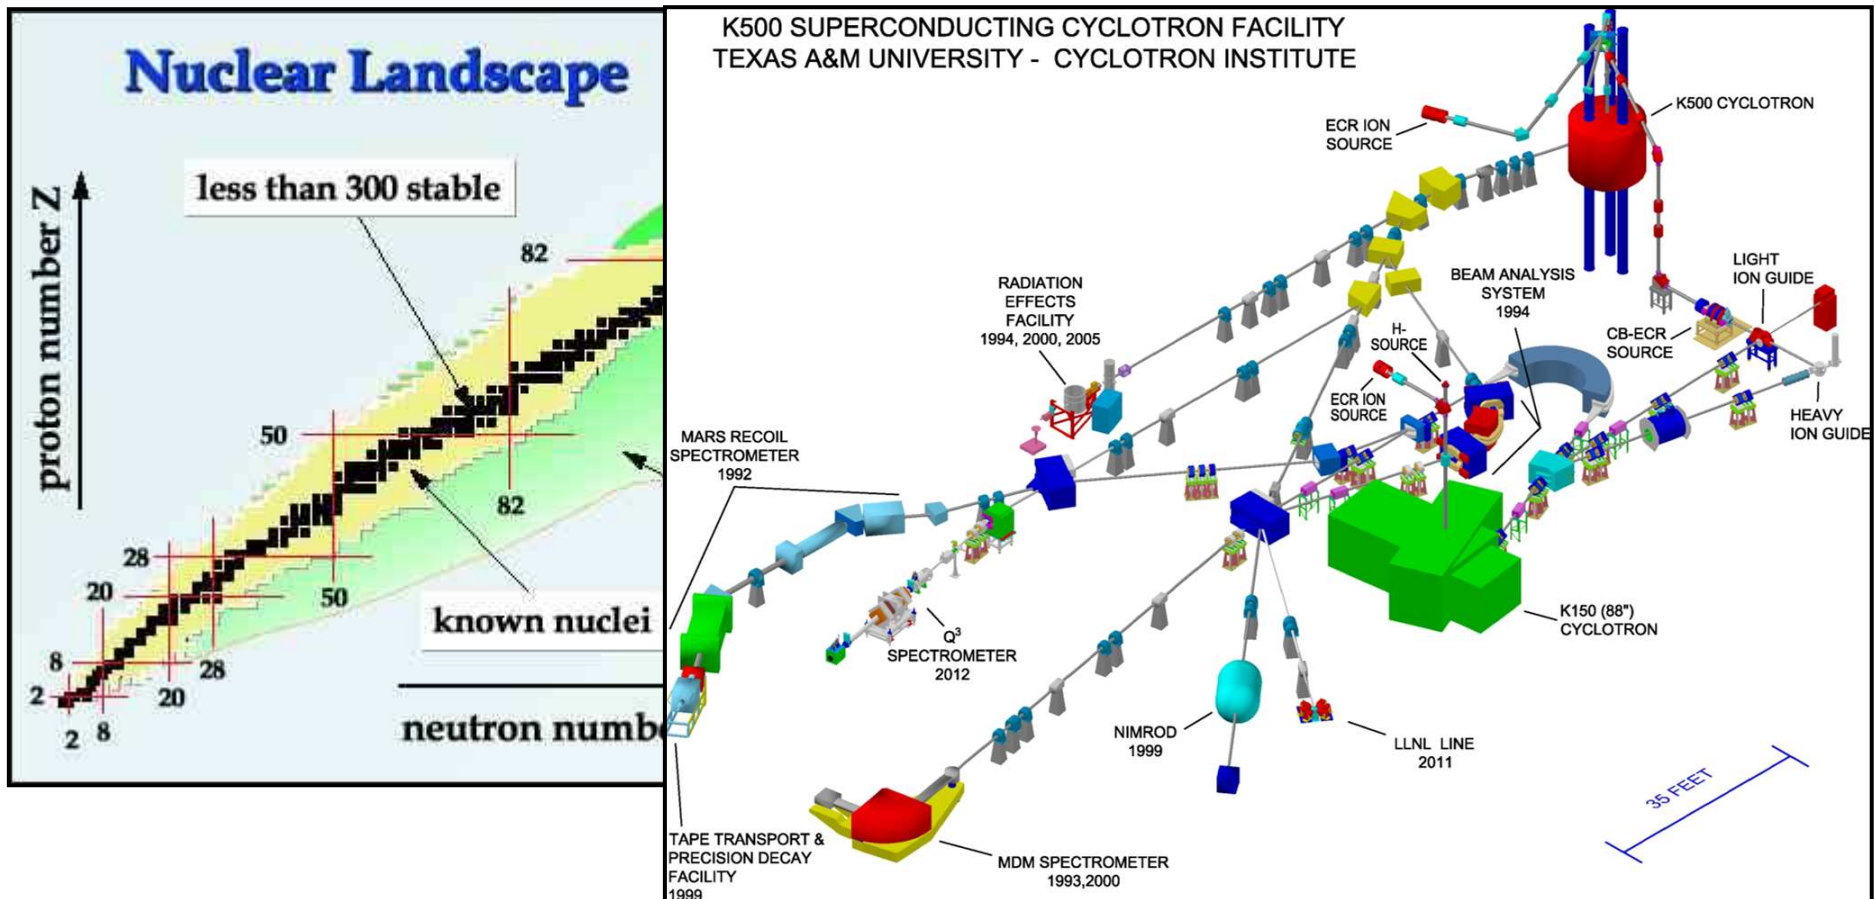 Nuclear Landscape
less than 300 stable
proton number Z
82
50
28
20
8
2
82
50
28
20
8
2
known nuclei
neutron numb
K500 SUPERCONDUCTING CYCLOTRON FACILITY
TEXAS A&M UNIVERSITY - CYCLOTRON INSTITUTE
K500 CYCLOTRON
ECR ION
SOURCE
LIGHT
ION GUIDE
BEAM ANALYSIS
SYSTEM
1994
RADIATION
EFFECTS
FACILITY
1994, 2000, 2005
H-
SOURCE
CB-ECR
SOURCE
ECR ION
SOURCE
HEAVY
ION GUIDE
MARS RECOIL
SPECTROMETER
1992
K150 (88")
CYCLOTRON
Q³
SPECTROMETER
2012
NIMROD
1999
LLNL LINE
2011
35 FEET
TAPE TRANSPORT &
PRECISION DECAY
FACILITY
1999
MDM SPECTROMETER
1993,2000